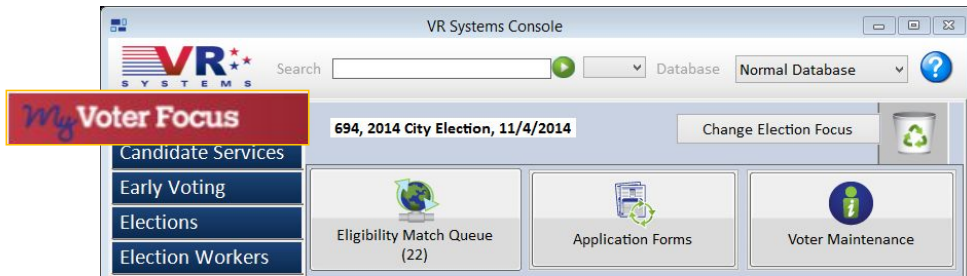 VR Systems Console
VR
SYSTEMS
Search
Database
Normal Database
?
My Voter Focus
694, 2014 City Election, 11/4/2014
Change Election Focus
Candidate Services
Early Voting
Elections
Election Workers
Eligibility Match Queue
(22)
Application Forms
i
Voter Maintenance